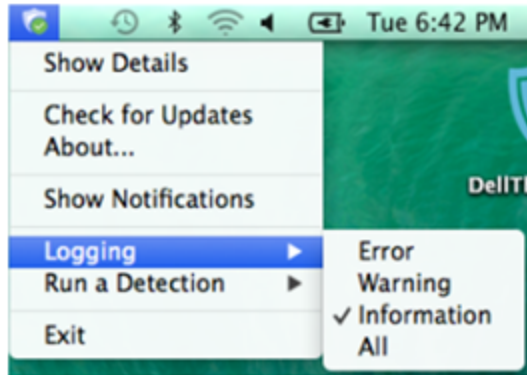 Tue 6:42 PM
Show Details
Check for Updates
About...
Show Notifications
Logging
Run a Detection
Exit
Error
Warning
Information
All